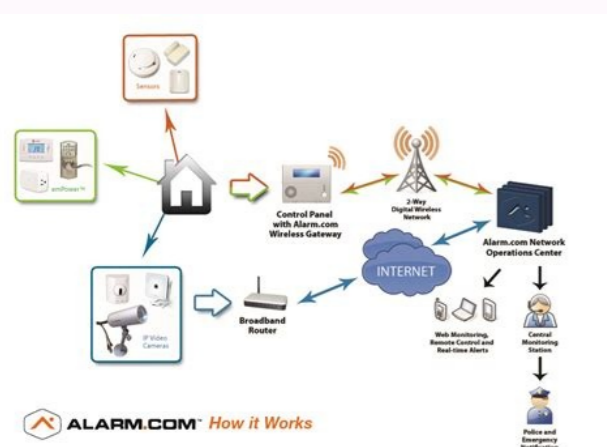 Sensors
emPower™
Control Panel
with Alarm.com
Wireless Gateway
2-Way
Digital Wireless
Network
Alarm.com Network
Operations Center
INTERNET
IP Video
Cameras
Broadband
Router
Web Monitoring,
Remote Control and
Real-time Alerts
Central
Monitoring
Station
Police and
Emergency
Notification
ALARM.COM™ How it Works